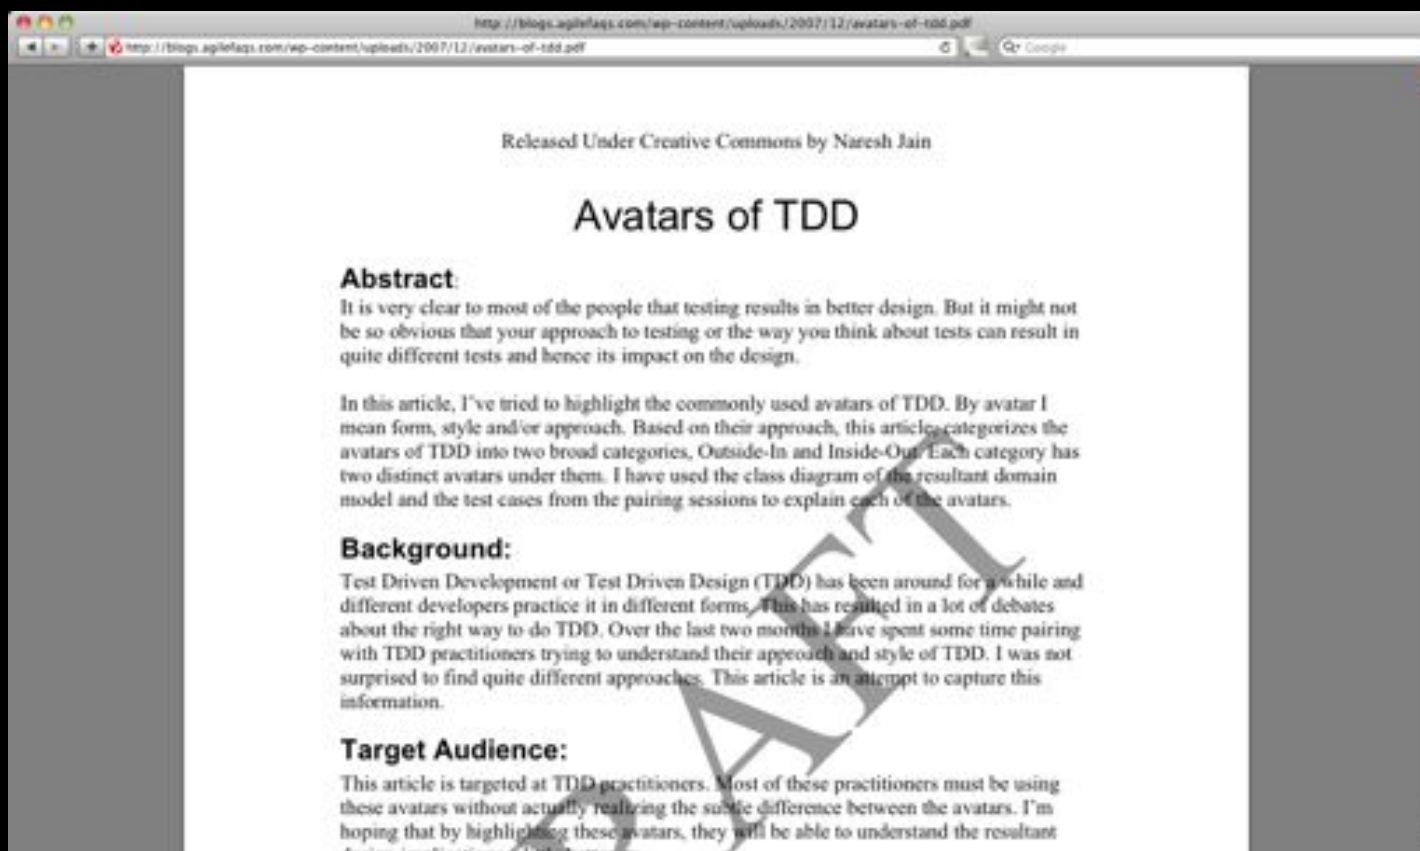 http://blogs.agilefaqs.com/wp-content/uploads/2007/12/avatars-of-tdd.pdf
http://blogs.agilefaqs.com/wp-content/uploads/2007/12/avatars-of-tdd.pdf
Google
Released Under Creative Commons by Naresh Jain
Avatars of TDD
Abstract:
It is very clear to most of the people that testing results in better design. But it might not
be so obvious that your approach to testing or the way you think about tests can result in
quite different tests and hence its impact on the design.
In this article, I've tried to highlight the commonly used avatars of TDD. By avatar I
mean form, style and/or approach. Based on their approach, this article, categorizes the
avatars of TDD into two broad categories, Outside-In and Inside-Out. Each category has
two distinct avatars under them. I have used the class diagram of the resultant domain
model and the test cases from the pairing sessions to explain each of the avatars.
Background:
Test Driven Development or Test Driven Design (TDD) has been around for a while and
different developers practice it in different forms. This has resulted in a lot of debates
about the right way to do TDD. Over the last two months I have spent some time pairing
with TDD practitioners trying to understand their approach and style of TDD. I was not
surprised to find quite different approaches. This article is an attempt to capture this
information.
Target Audience:
This article is targeted at TDD practitioners. Most of these practitioners must be using
these avatars without actually realizing the subtle difference between the avatars. I'm
hoping that by highlighting these avatars, they will be able to understand the resultant